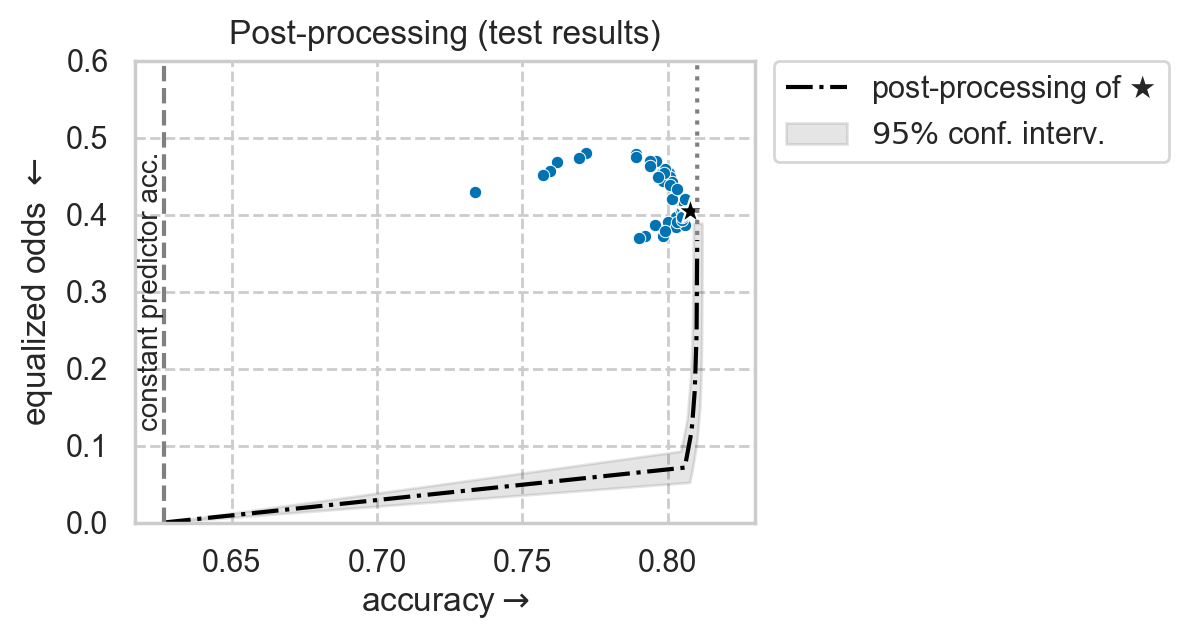 Post-processing (test results)
0.6
0.5
0.4
0.3
0.2
0.1
0.0
equalized odds ←
constant predictor acc.
0.65 0.70 0.75 0.80
accuracy →
post-processing of ★
95% conf. interv.